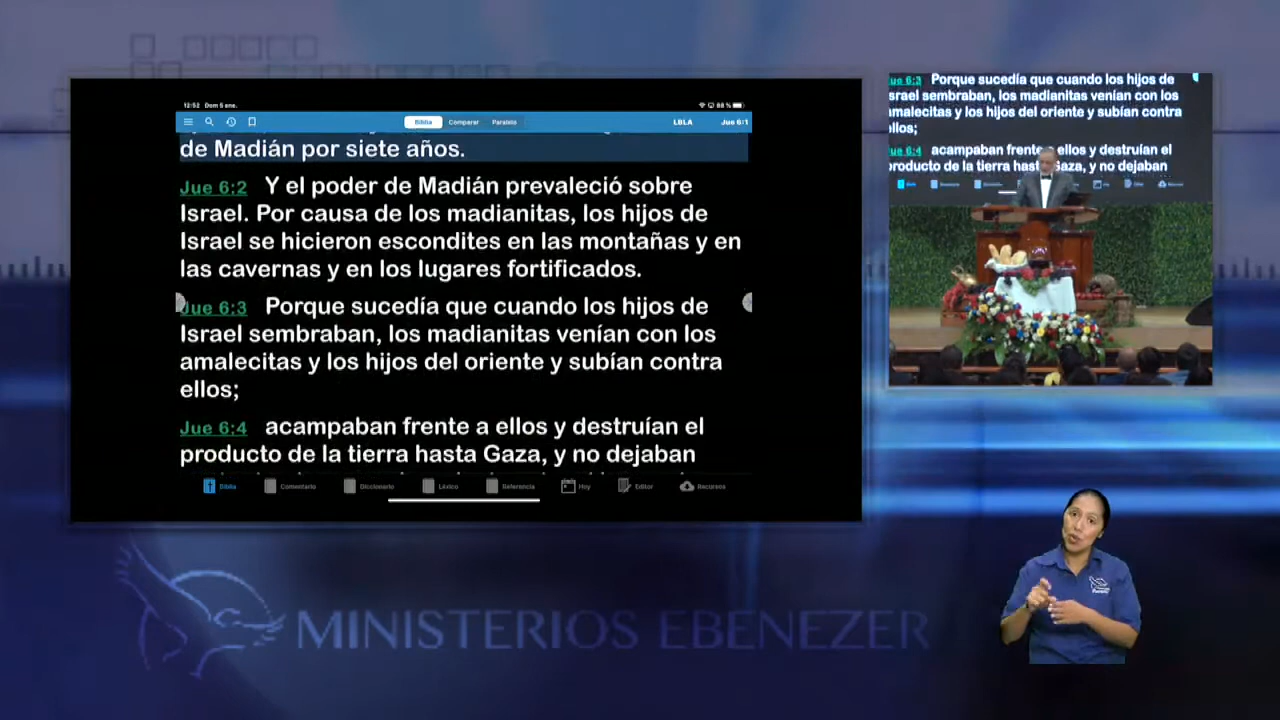 12:52 Dom 5 ene.
88 %
Biblia Comparar Paralelo
LBLA Jue 6:1
de Madián por siete años.
Jue 6:2 Y el poder de Madián prevaleció sobre
Israel. Por causa de los madianitas, los hijos de
Israel se hicieron escondites en las montañas y en
las cavernas y en los lugares fortificados.
Jue 6:3 Porque sucedía que cuando los hijos de
Israel sembraban, los madianitas venían con los
amalecitas y los hijos del oriente y subían contra
ellos;
Jue 6:4 acampaban frente a ellos y destruían el
producto de la tierra hasta Gaza, y no dejaban
Biblia Comentario Diccionario Léxico Referencia Hoy Editor Recursos
Jue 6:3 Porque sucedía que cuando los hijos de
srael sembraban, los madianitas venían con los
amalecitas y los hijos del oriente y subían contra
ellos;
Jue 6:4 acampaban frente a ellos y destruían el
producto de la tierra hasta Gaza, y no dejaban
MINISTERIOS EBENEZER